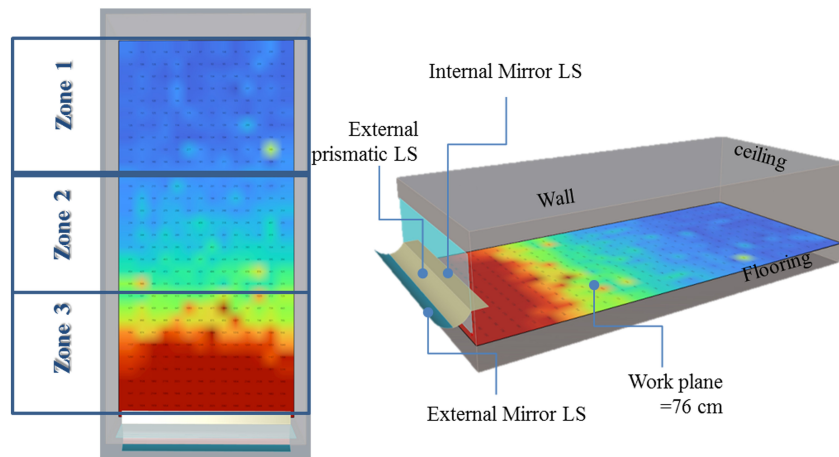 Zone 1
Zone 2
Zone 3
Internal Mirror LS
External
prismatic LS
ceiling
Wall
Flooring
Work plane
=76 cm
External Mirror LS